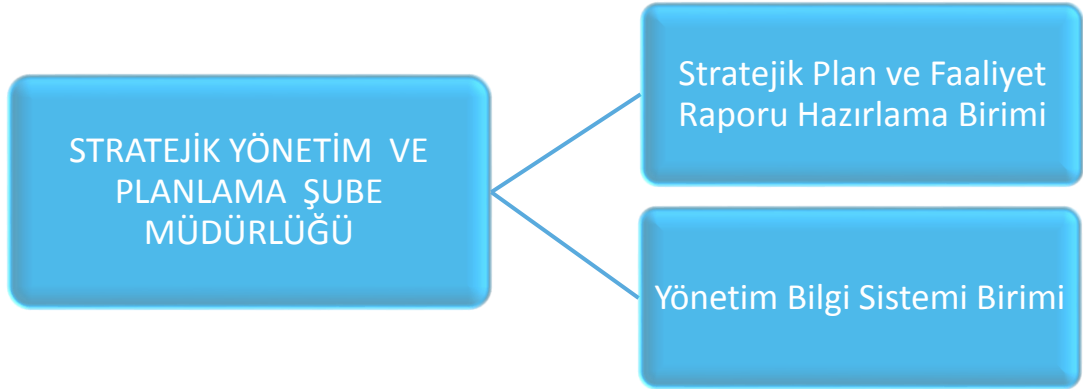 STRATEJİK YÖNETİM VE
PLANLAMA ŞUBE
MÜDÜRLÜĞÜ
Stratejik Plan ve Faaliyet
Raporu Hazırlama Birimi
Yönetim Bilgi Sistemi Birimi